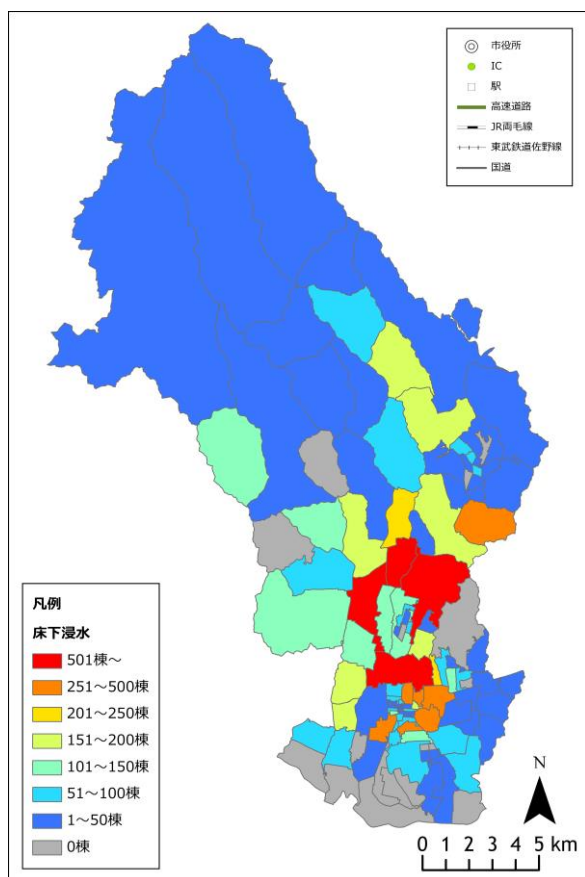 市役所
IC
駅
高速道路
JR両毛線
東武鉄道佐野線
国道
凡例
床下浸水
501棟～
251～500棟
201～250棟
151～200棟
101～150棟
51～100棟
1～50棟
0棟
N
0 1 2 3 4 5 km